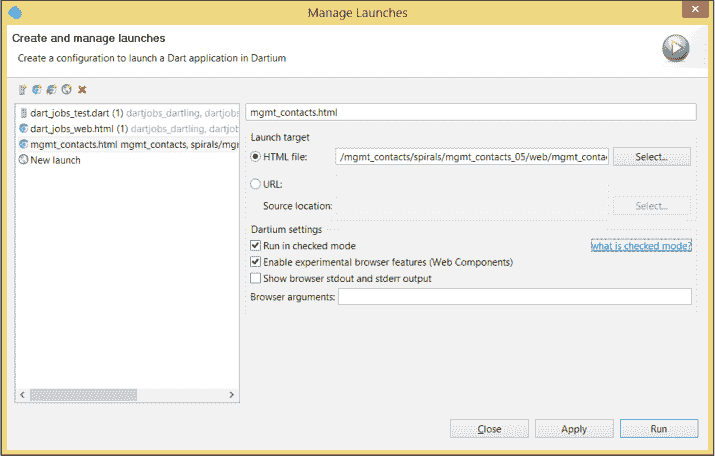 Manage Launches
Create and manage launches
Create a configuration to launch a Dart application in Dartium
dart_jobs_test.dart (1) dartjobs_dartling, dartjobs
dart_jobs_web.html (1) dartjobs_dartling, dartjobs
mgmt_contacts.html mgmt_contacts, spirals/mgr
New launch
mgmt_contacts.html
Launch target
HTML file: /mgmt_contacts/spirals/mgmt_contacts_05/web/mgmt_contac Select...
URL:
Source location: Select...
Dartium settings
Run in checked mode what is checked mode?
Enable experimental browser features (Web Components)
Show browser stdout and stderr output
Browser arguments:
Close Apply Run